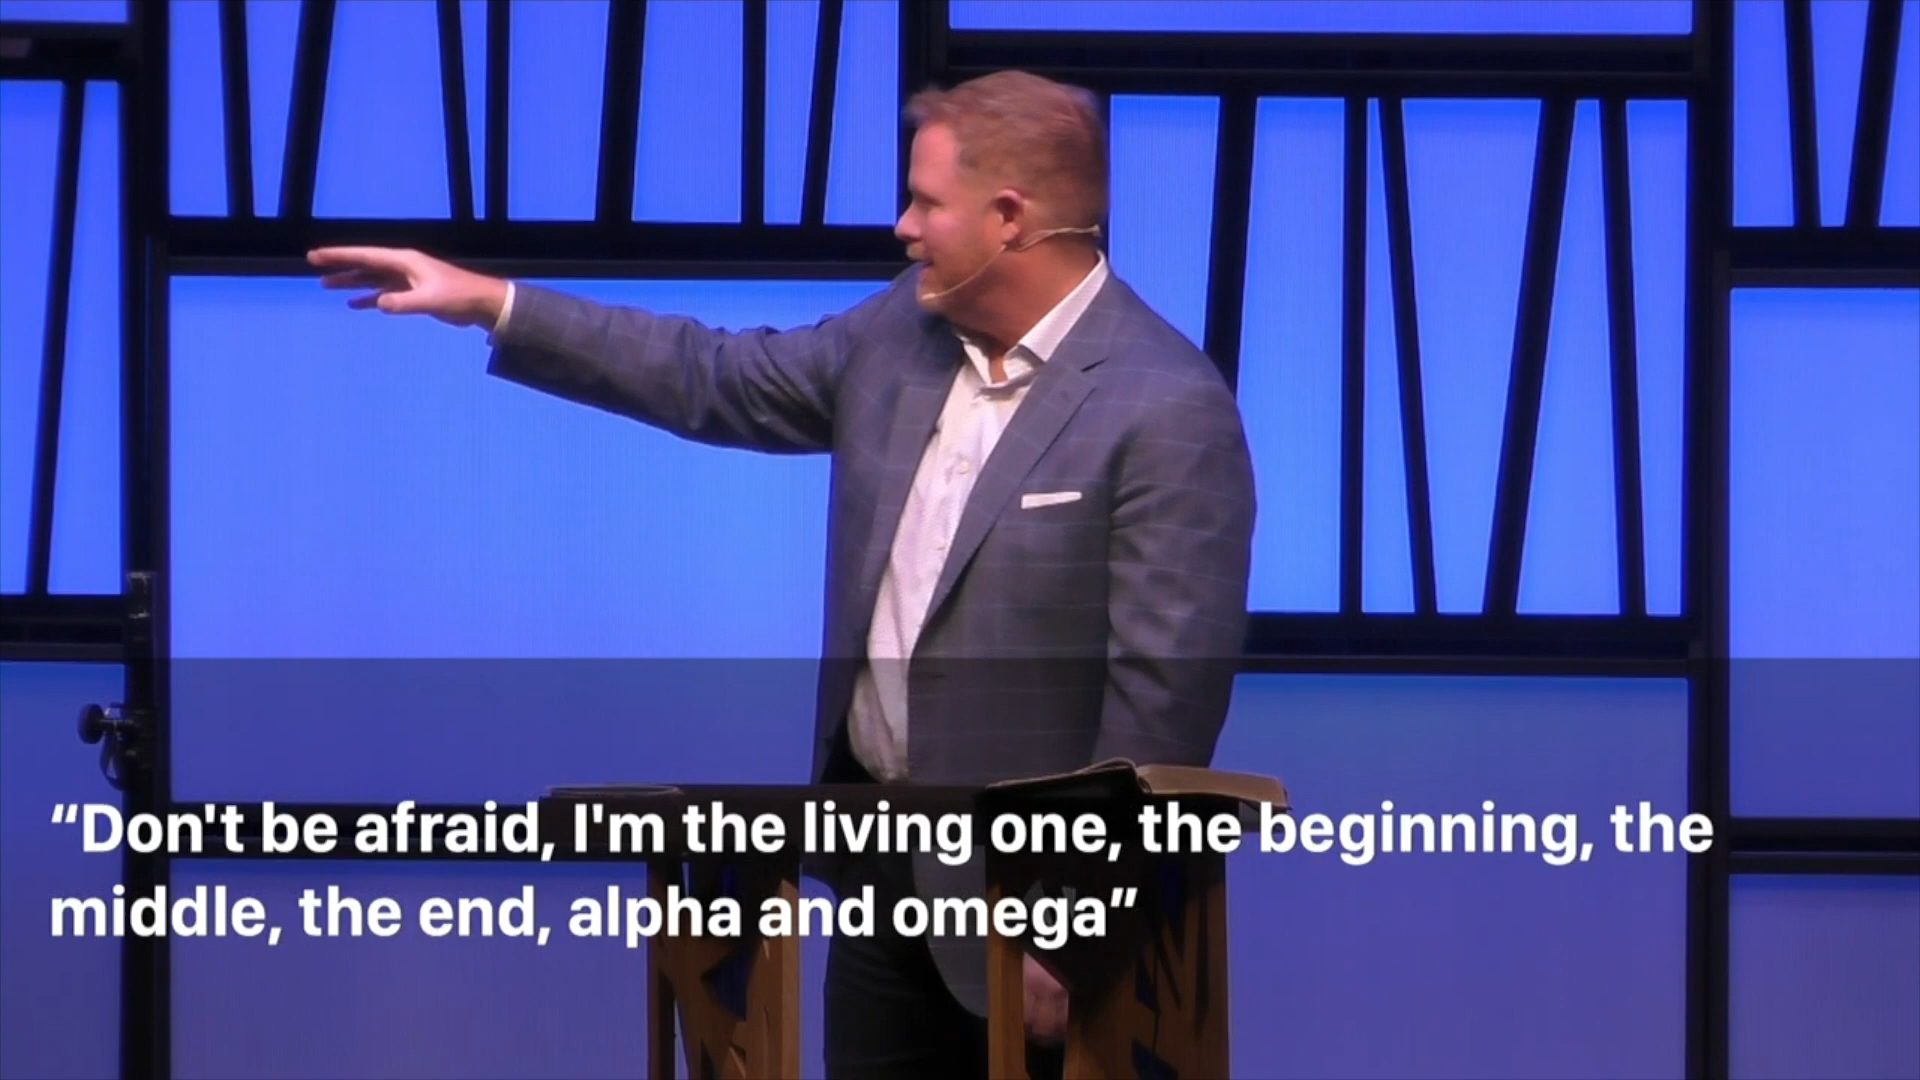 “Don't be afraid, I'm the living one, the beginning, the
middle, the end, alpha and omega”